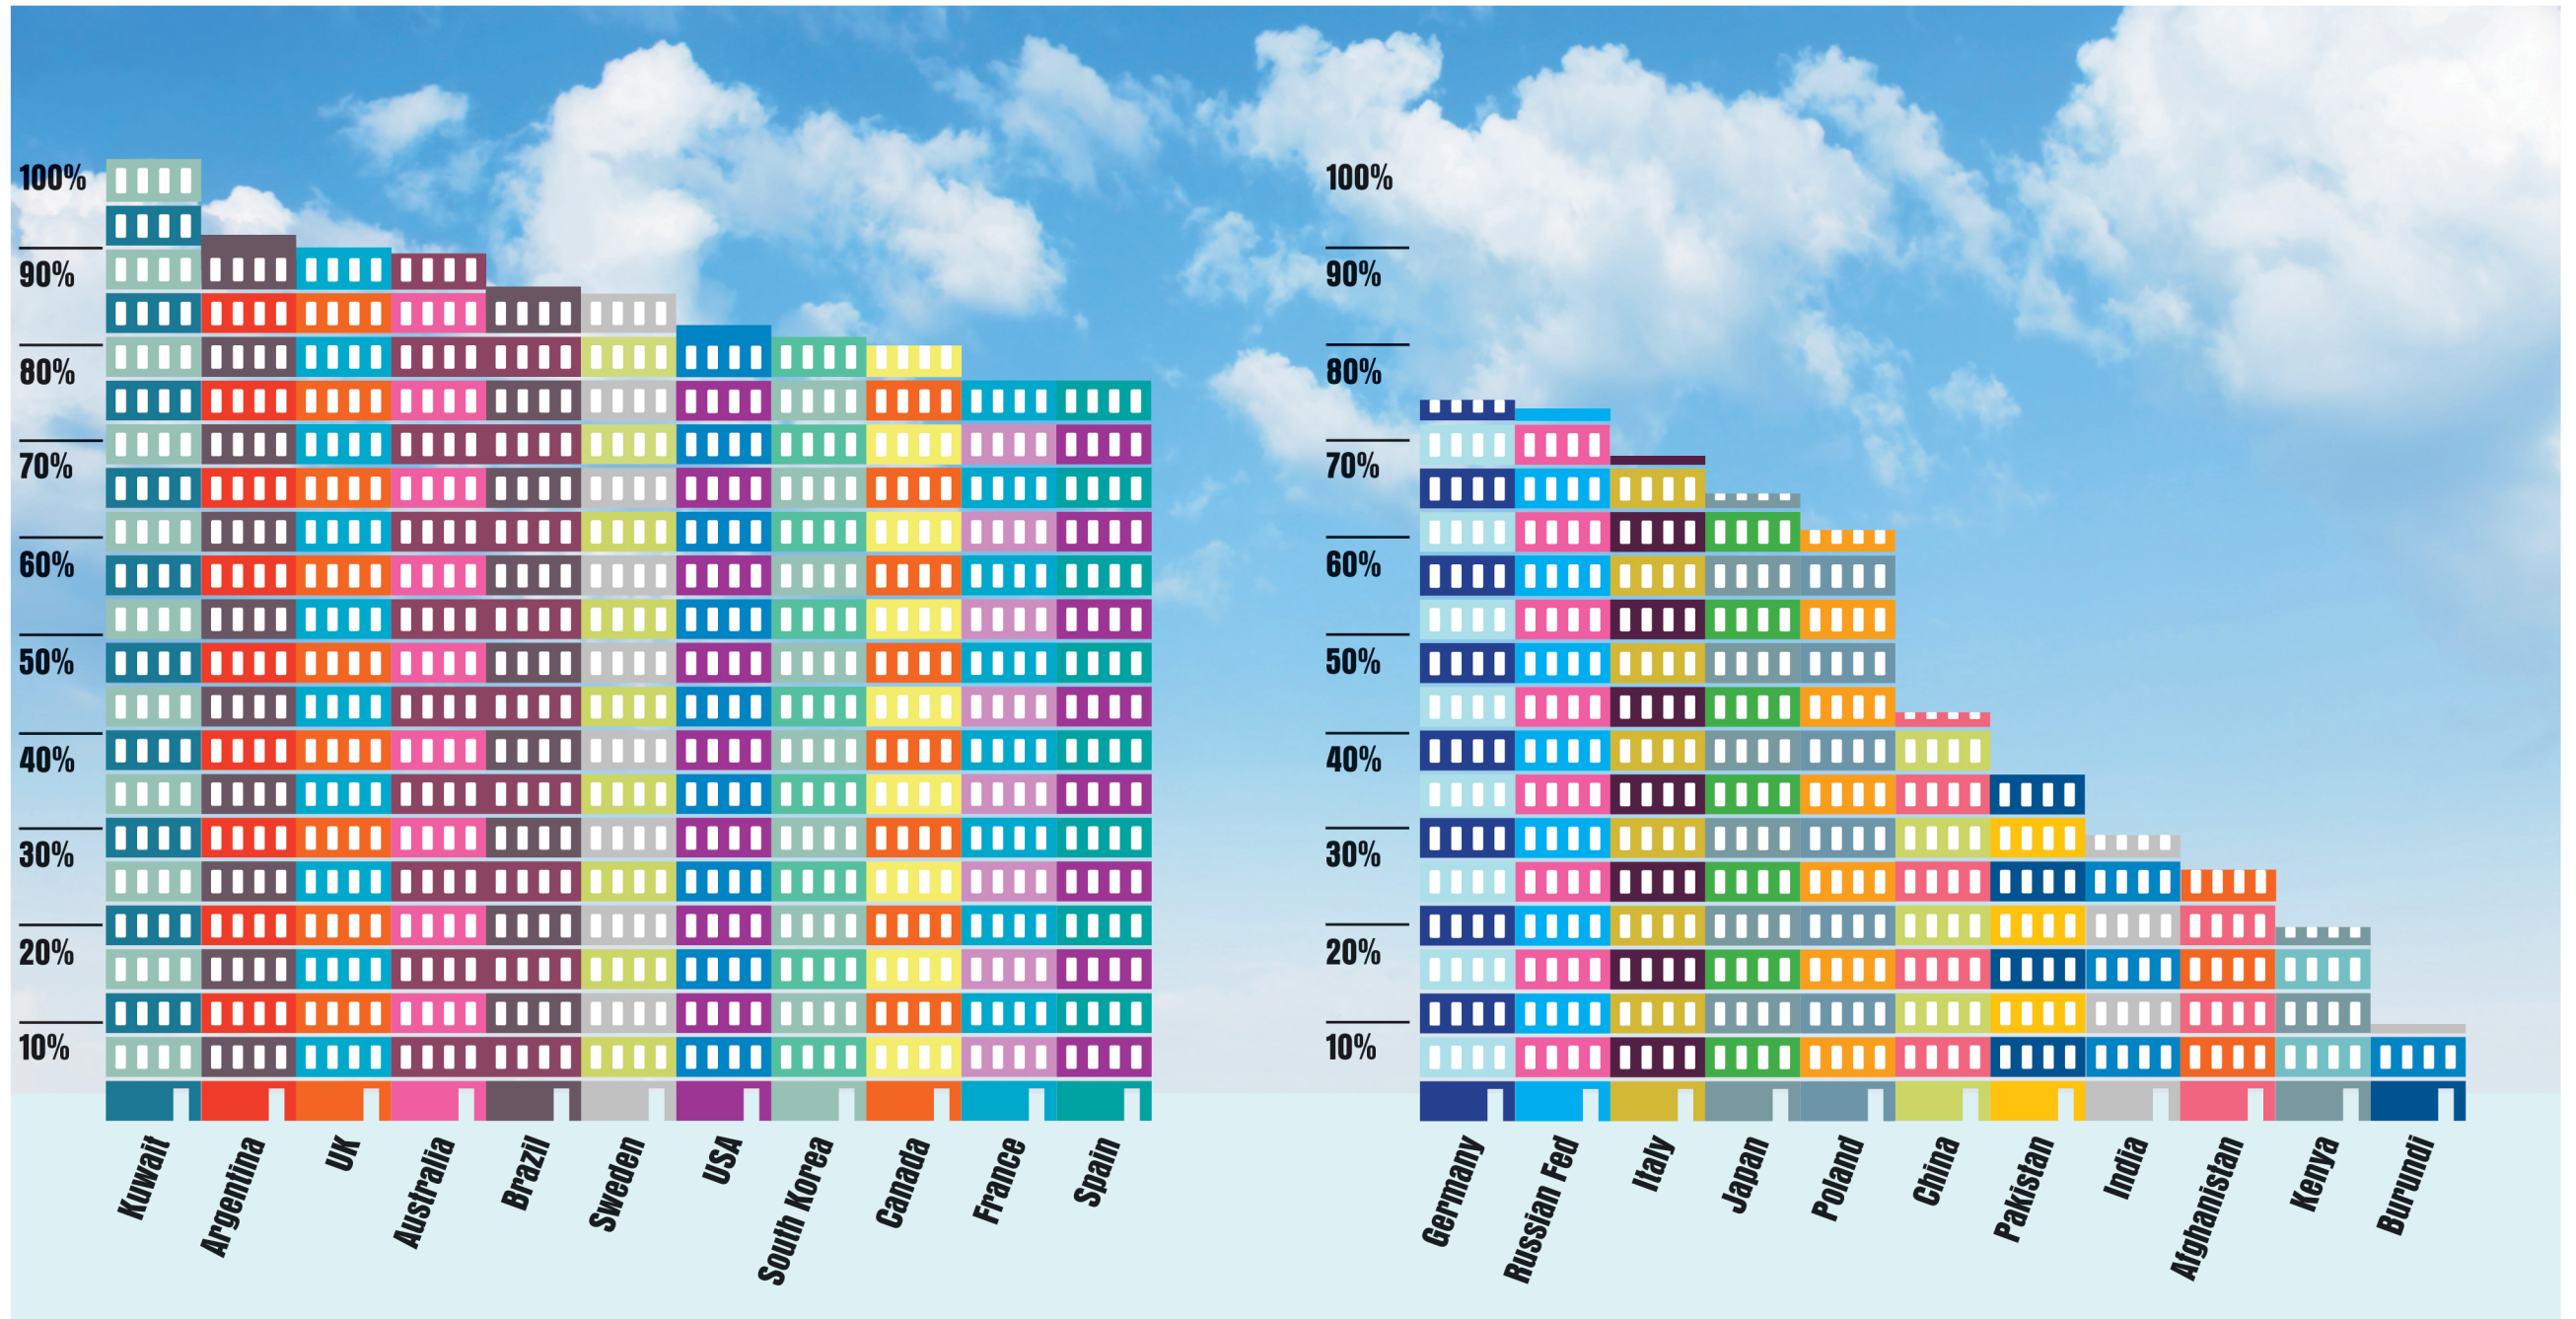 100%
90%
80%
70%
60%
50%
40%
30%
20%
10%
Kuwait
Argentina
UK
Australia
Brazil
Sweden
USA
South Korea
Canada
France
Spain
100%
90%
80%
70%
60%
50%
40%
30%
20%
10%
Germany
Russian Fed
Italy
Japan
Poland
China
Pakistan
India
Afghanistan
Kenya
Burundi